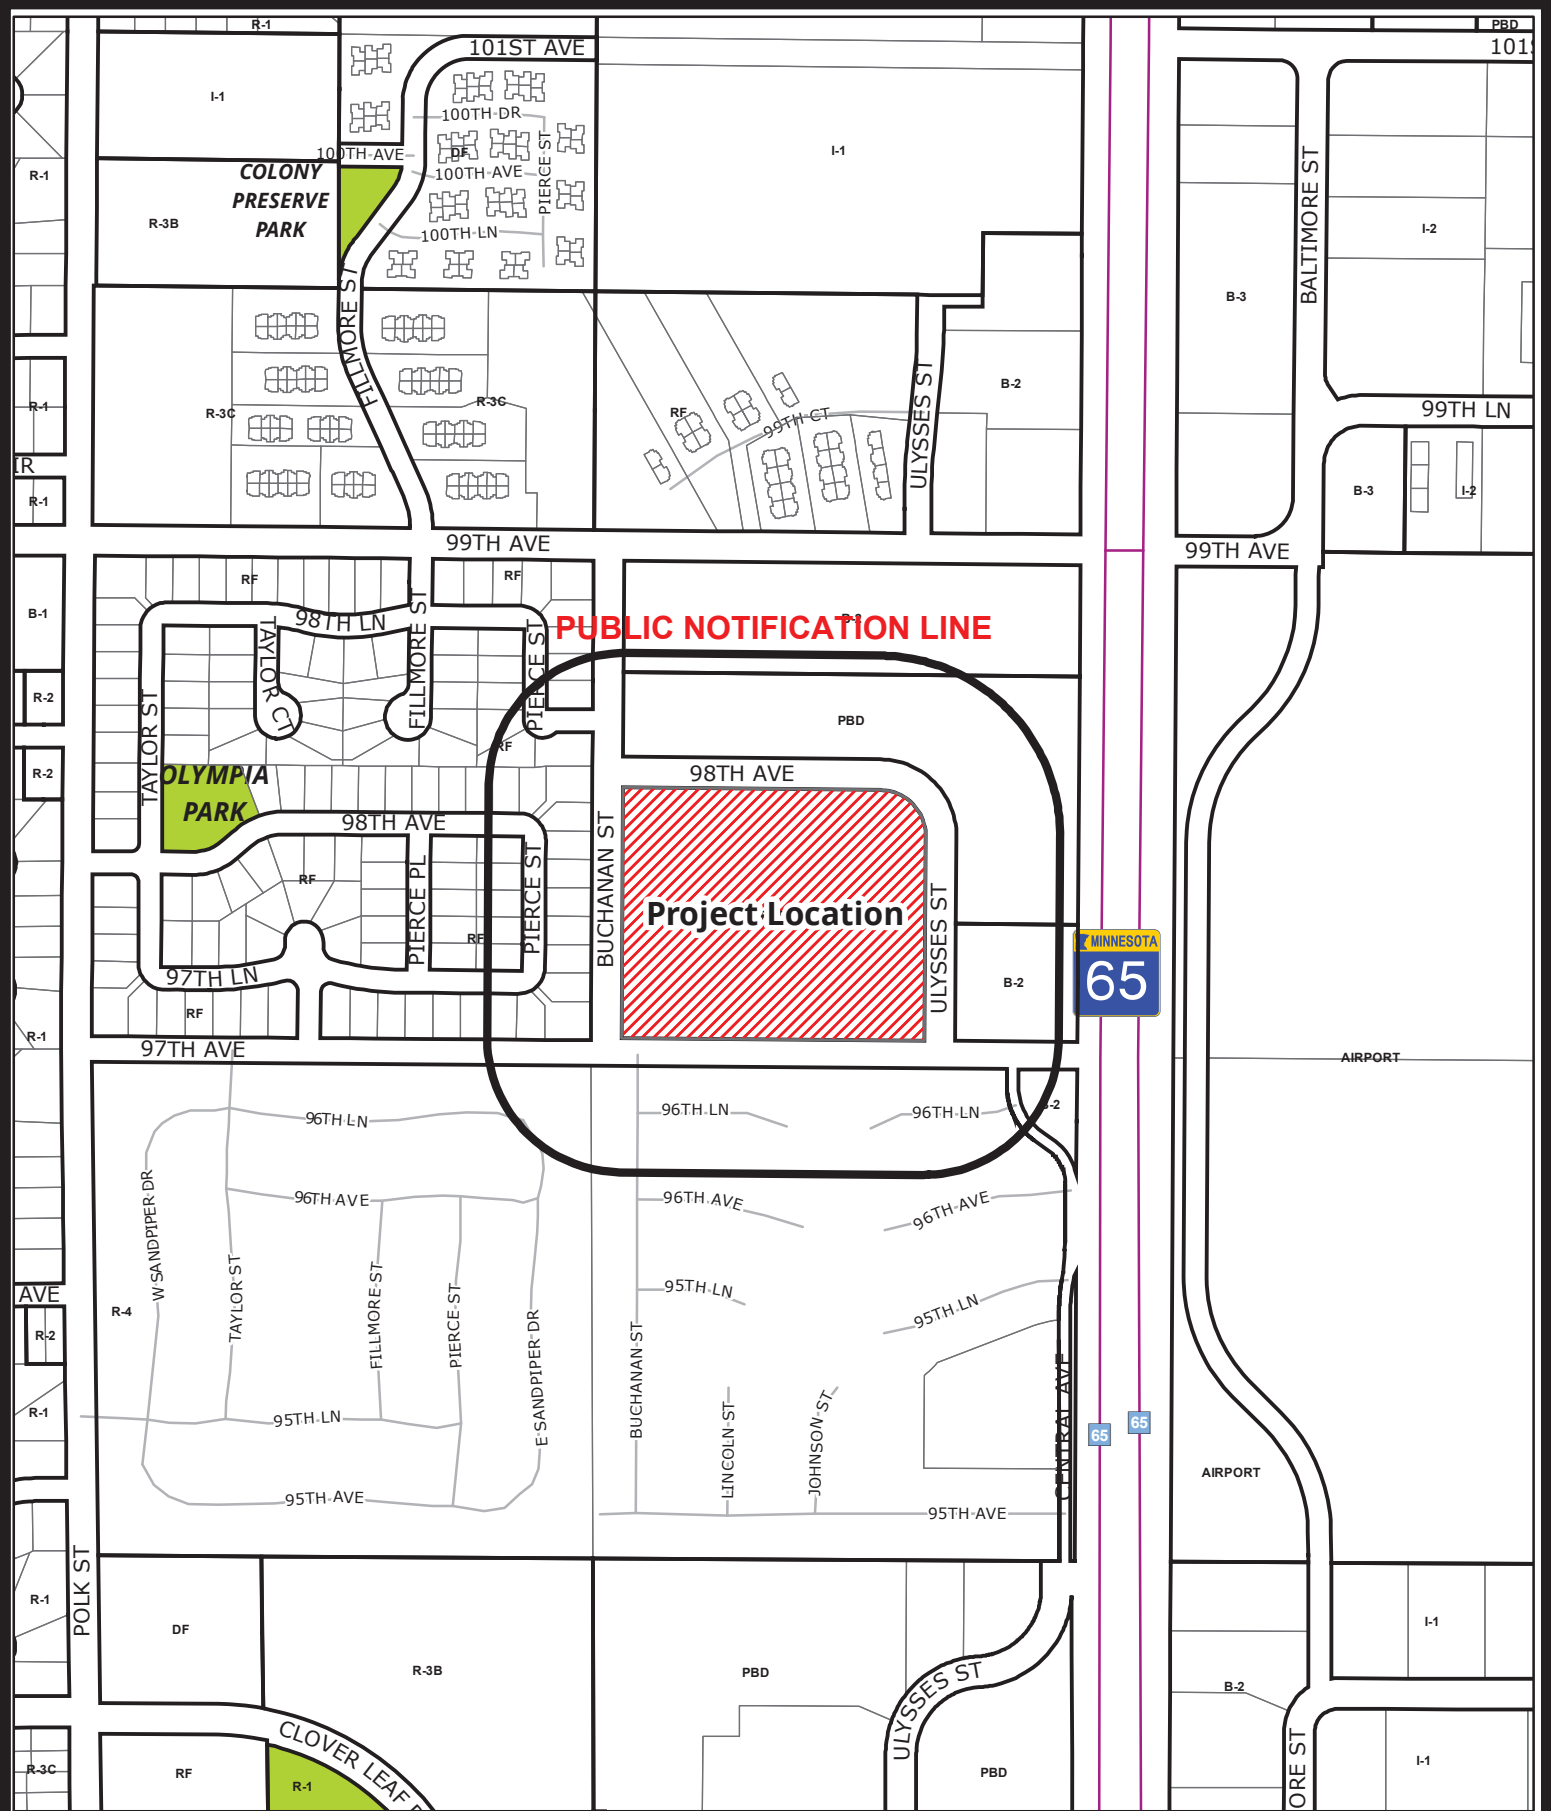 R-1
PBD
101ST AVE
101S
I-1
100TH DR
100TH AVE
DF
I-1
PIERCE ST
BALTIMORE ST
COLONY
PRESERVE
PARK
100TH AVE
R-1
R-3B
100TH LN
I-2
FILLMORE ST
B-3
R-1
R-3C
R-3C
RF
99TH CT
ULYSSES ST
B-2
99TH LN
IR
R-1
B-3
I-2
99TH AVE
99TH AVE
RF
RF
B-1
98TH LN
TAYLOR CT
FILLMORE ST
PIERCE ST
B-2
PUBLIC NOTIFICATION LINE
R-2
TAYLOR ST
PBD
RF
R-2
OLYMPIA
PARK
98TH AVE
98TH AVE
BUCHANAN ST
PIERCE PL
PIERCE ST
RF
RF
Project Location
ULYSSES ST
MINNESOTA
65
97TH LN
B-2
RF
R-1
97TH AVE
AIRPORT
96TH LN
96TH LN
96TH LN
B-2
W SANDPIPER DR
96TH AVE
96TH AVE
96TH AVE
TAYLOR ST
FILLMORE ST
PIERCE ST
E SANDPIPER DR
95TH LN
95TH LN
AVE
R-4
R-2
BUCHANAN ST
CENTRAL AVE
R-1
95TH LN
LINCOLN ST
JOHNSON ST
65
65
AIRPORT
95TH AVE
95TH AVE
POLK ST
R-1
DF
I-1
R-3B
PBD
ULYSSES ST
B-2
CLOVER LEAF
R-3C
RF
R-1
PBD
ORE ST
I-1